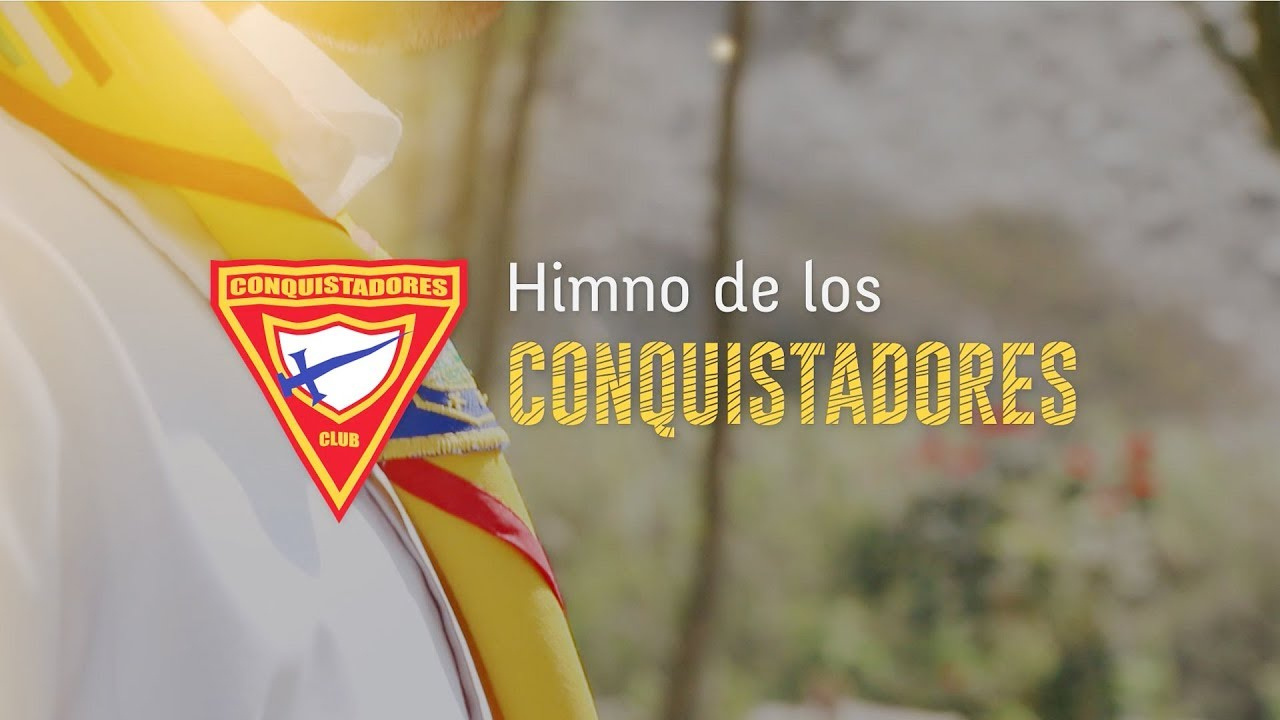 CONQUISTADORES
CLUB
Himno de los
CONQUISTADORES